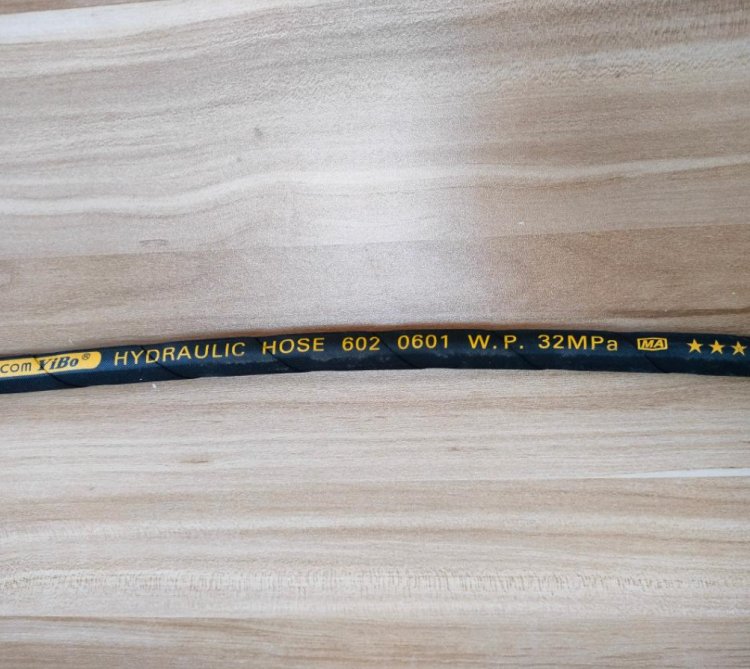 com YiBo® HYDRAULIC HOSE 602 0601 W.P. 32MPa MA ★★★